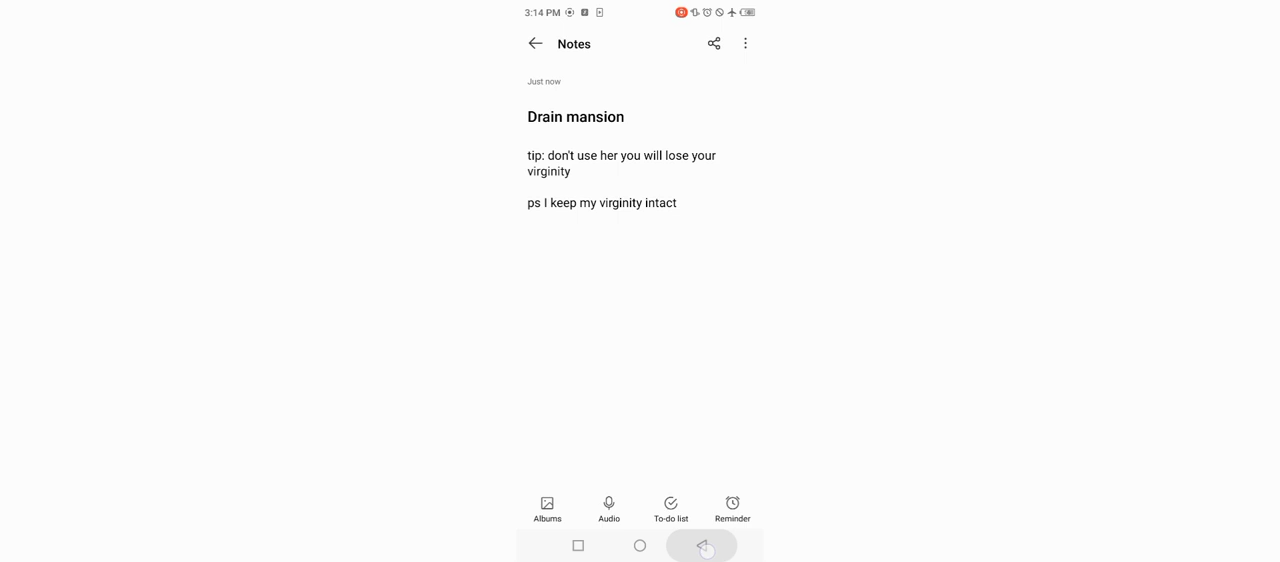 3:14 PM
Notes
Just now
Drain mansion
tip: don't use her you will lose your
virginity
ps I keep my virginity intact
Albums Audio To-do list Reminder